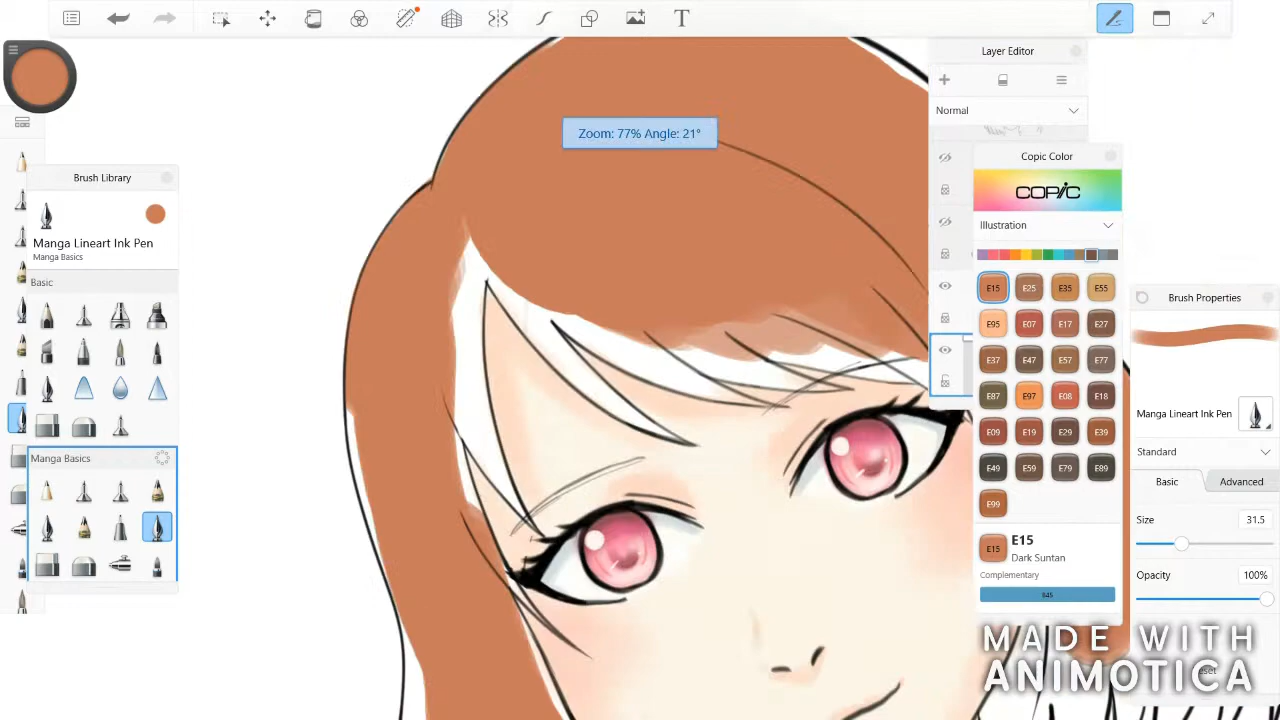 T
Layer Editor
Zoom: 77% Angle: 21°
Normal
Copic Color
COPIC
Illustration
Brush Library
Manga Lineart Ink Pen
Manga Basics
Basic
Manga Basics
E15 E25 E35 E55
E95 E07 E17 E27
E37 E47 E57 E77
E87 E97 E08 E18
E09 E19 E29 E39
E49 E59 E79 E89
E99
E15
E15
Dark Suntan
Complementary
B45
Brush Properties
Manga Lineart Ink Pen
Standard
Basic
Advanced
Size
31.5
Opacity
100%
MADE WITH
ANIMOTICA